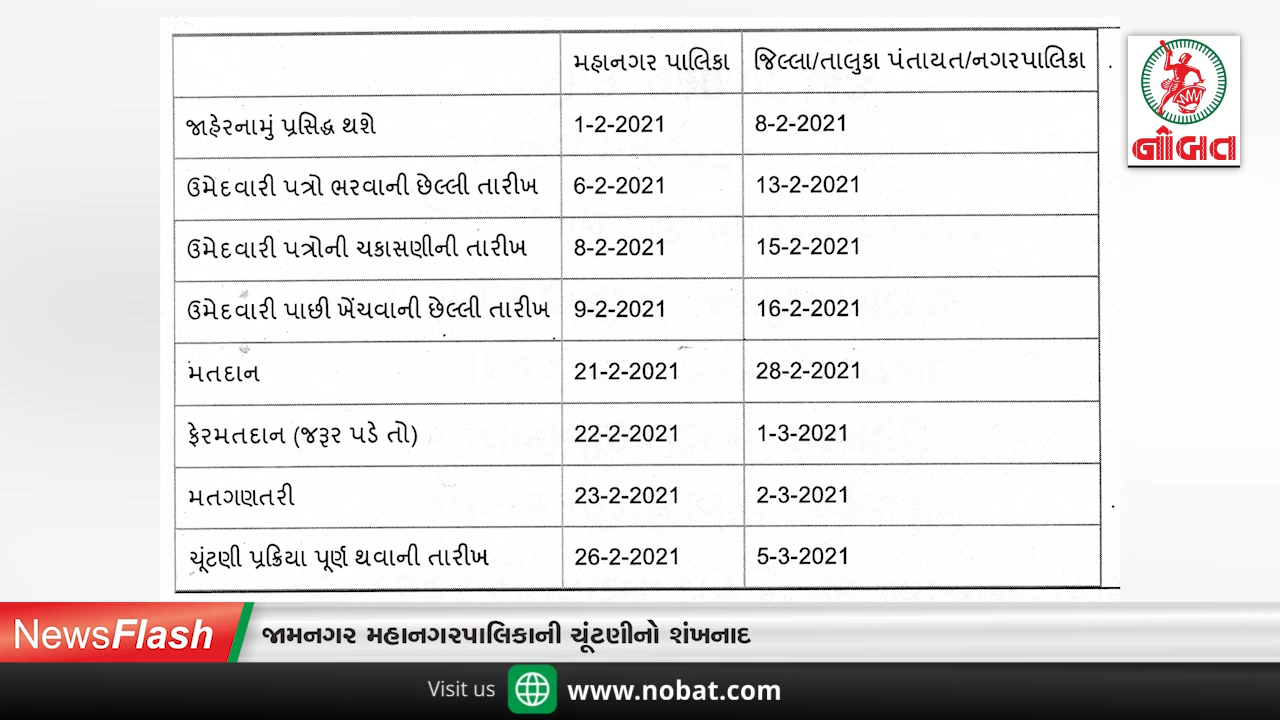 મહાનગર પાલિકા જિલ્લા/તાલુકા પંતાયત/નગરપાલિકા
જાહેરનામું પ્રસિદ્ધ થશે 1-2-2021 8-2-2021
ઉમેદવારી પત્રો ભરવાની છેલ્લી તારીખ 6-2-2021 13-2-2021
ઉમેદવારી પત્રોની ચકાસણીની તારીખ 8-2-2021 15-2-2021
ઉમેદવારી પાછી ખેંચવાની છેલ્લી તારીખ 9-2-2021 16-2-2021
મતદાન 21-2-2021 28-2-2021
ફેરમતદાન (જરૂર પડે તો) 22-2-2021 1-3-2021
મતગણતરી 23-2-2021 2-3-2021
ચૂંટણી પ્રક્રિયા પૂર્ણ થવાની તારીખ 26-2-2021 5-3-2021
નોબત
NewsFlash જામનગર મહાનગરપાલિકાની ચૂંટણીનો શંખનાદ
Visit us www.nobat.com